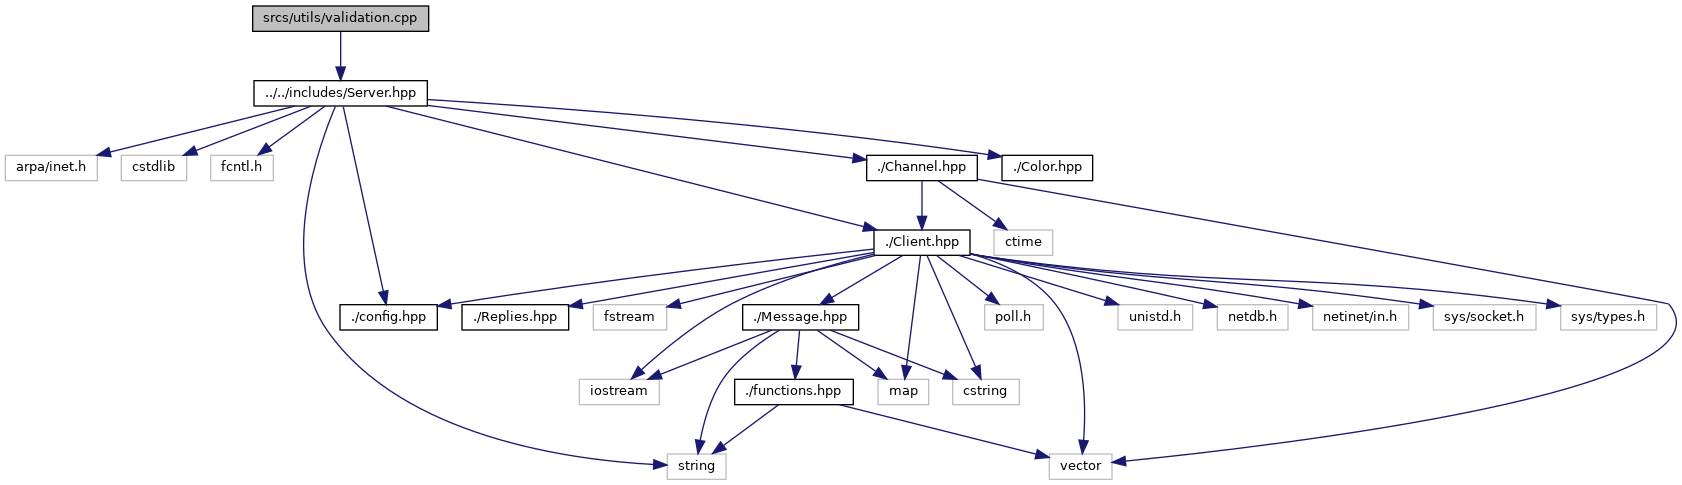 srcs/utils/validation.cpp
../../includes/Server.hpp
arpa/inet.h
cstdlib
fcntl.h
./Channel.hpp
./Color.hpp
./Client.hpp
ctime
./config.hpp
./Replies.hpp
fstream
./Message.hpp
poll.h
unistd.h
netdb.h
netinet/in.h
sys/socket.h
sys/types.h
iostream
./functions.hpp
map
cstring
string
vector